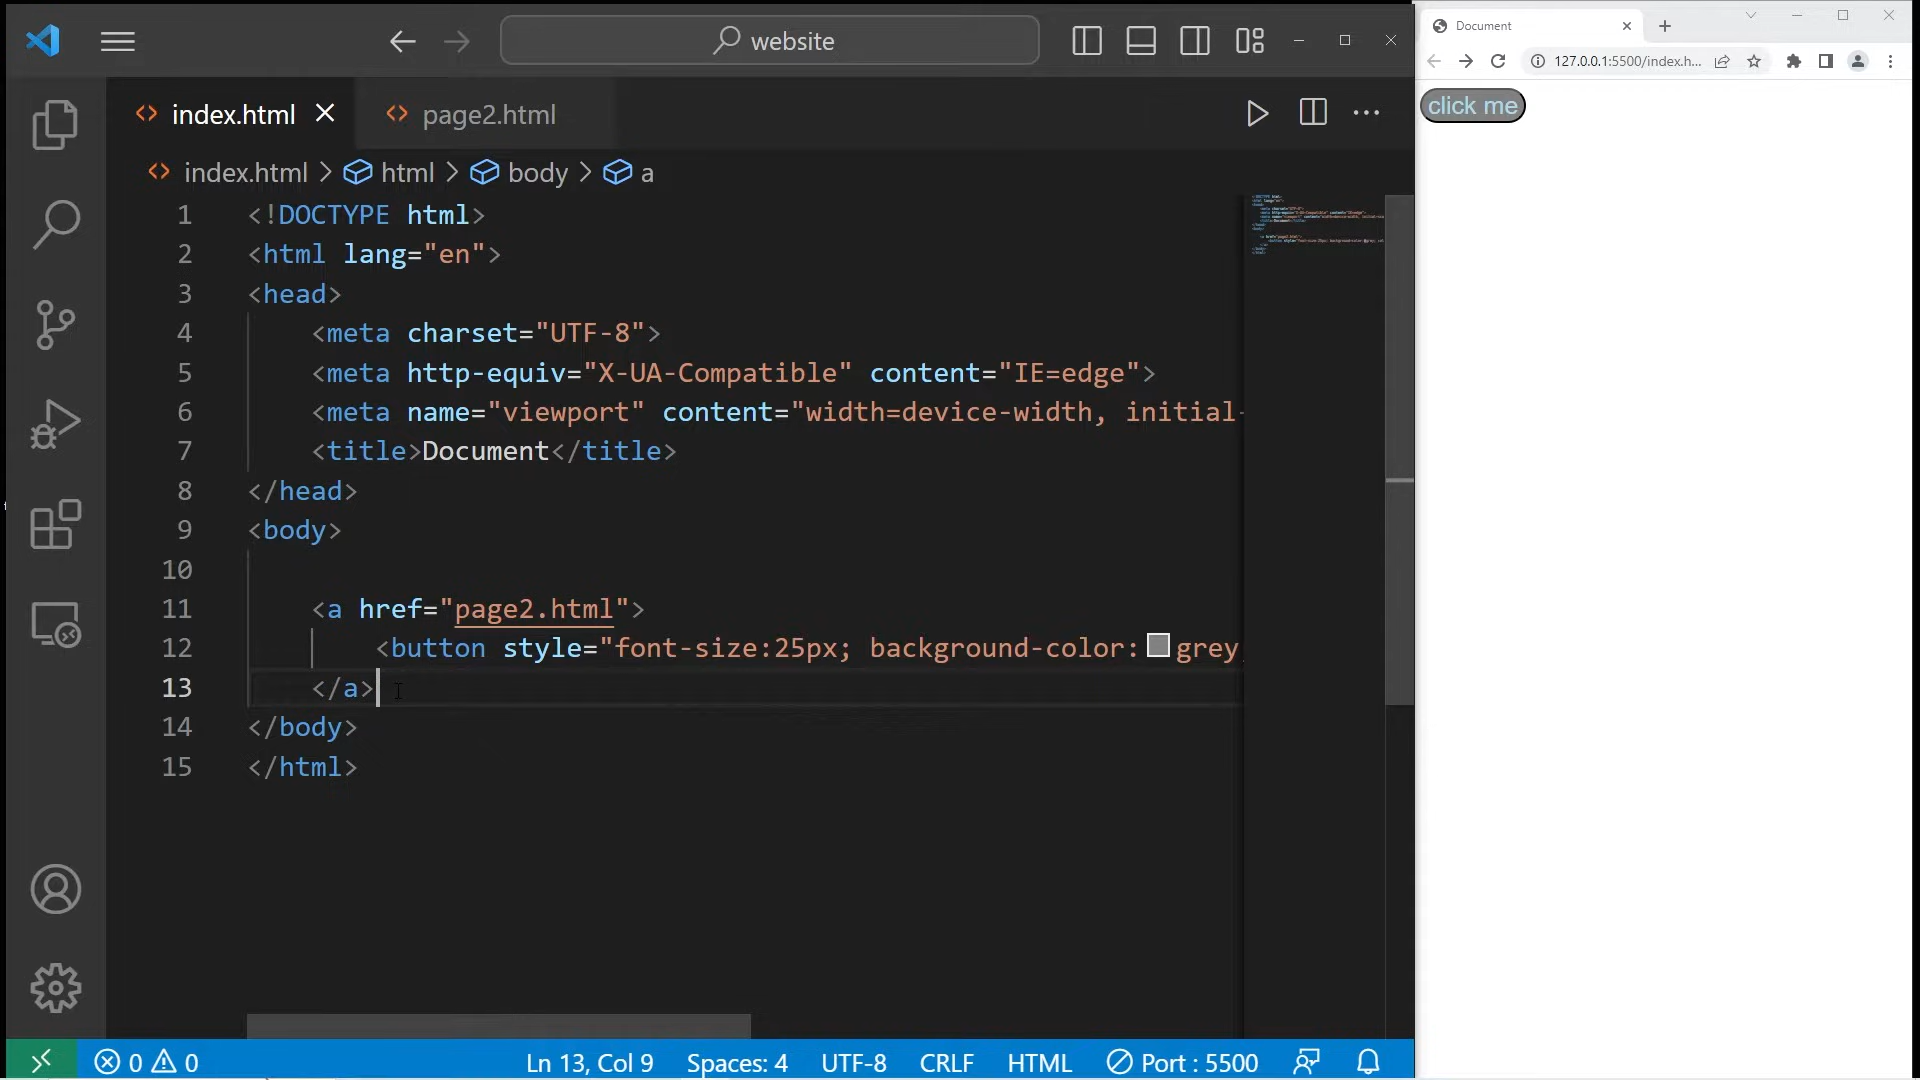 website
index.html
page2.html
index.html > html > body > a
1 <!DOCTYPE html>
2 <html lang="en">
3 <head>
4 <meta charset="UTF-8">
5 <meta http-equiv="X-UA-Compatible" content="IE=edge">
6 <meta name="viewport" content="width=device-width, initial-
7 <title>Document</title>
8 </head>
9 <body>
10
11 <a href="page2.html">
12 <button style="font-size:25px; background-color: grey
13 </a>
14 </body>
15 </html>
0 0 Ln 13, Col 9 Spaces: 4 UTF-8 CRLF HTML Port : 5500
Document
127.0.0.1:5500/index.h...
click me